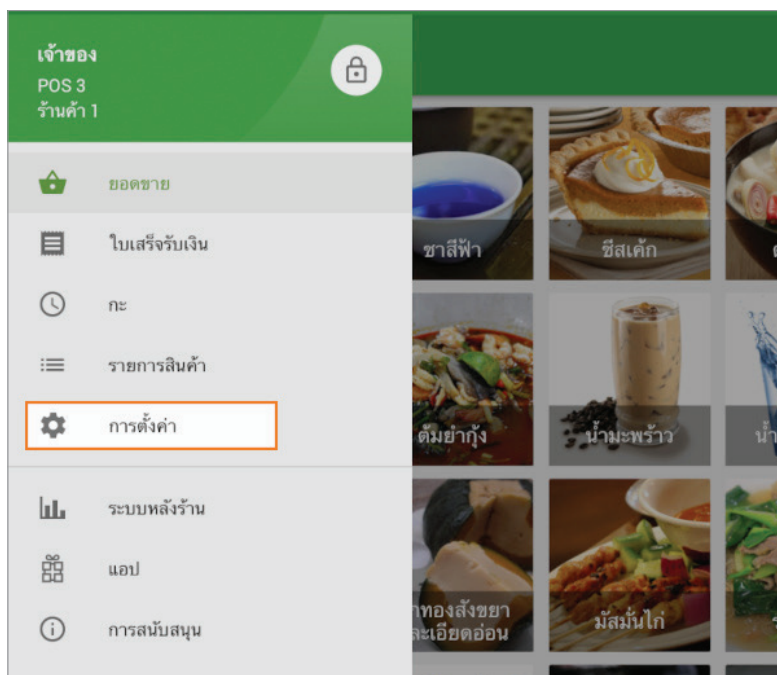 เจ้าของ
POS 3
ร้านค้า 1
ยอดขาย
ใบเสร็จรับเงิน
กะ
รายการสินค้า
การตั้งค่า
ระบบหลังร้าน
แอป
การสนับสนุน
ชาสีฟ้า
ชีสเค้ก
ต้มยำกุ้ง
น้ำมะพร้าว
ทองสังขยา
ละเอียดอ่อน
มัสมั่นไก่